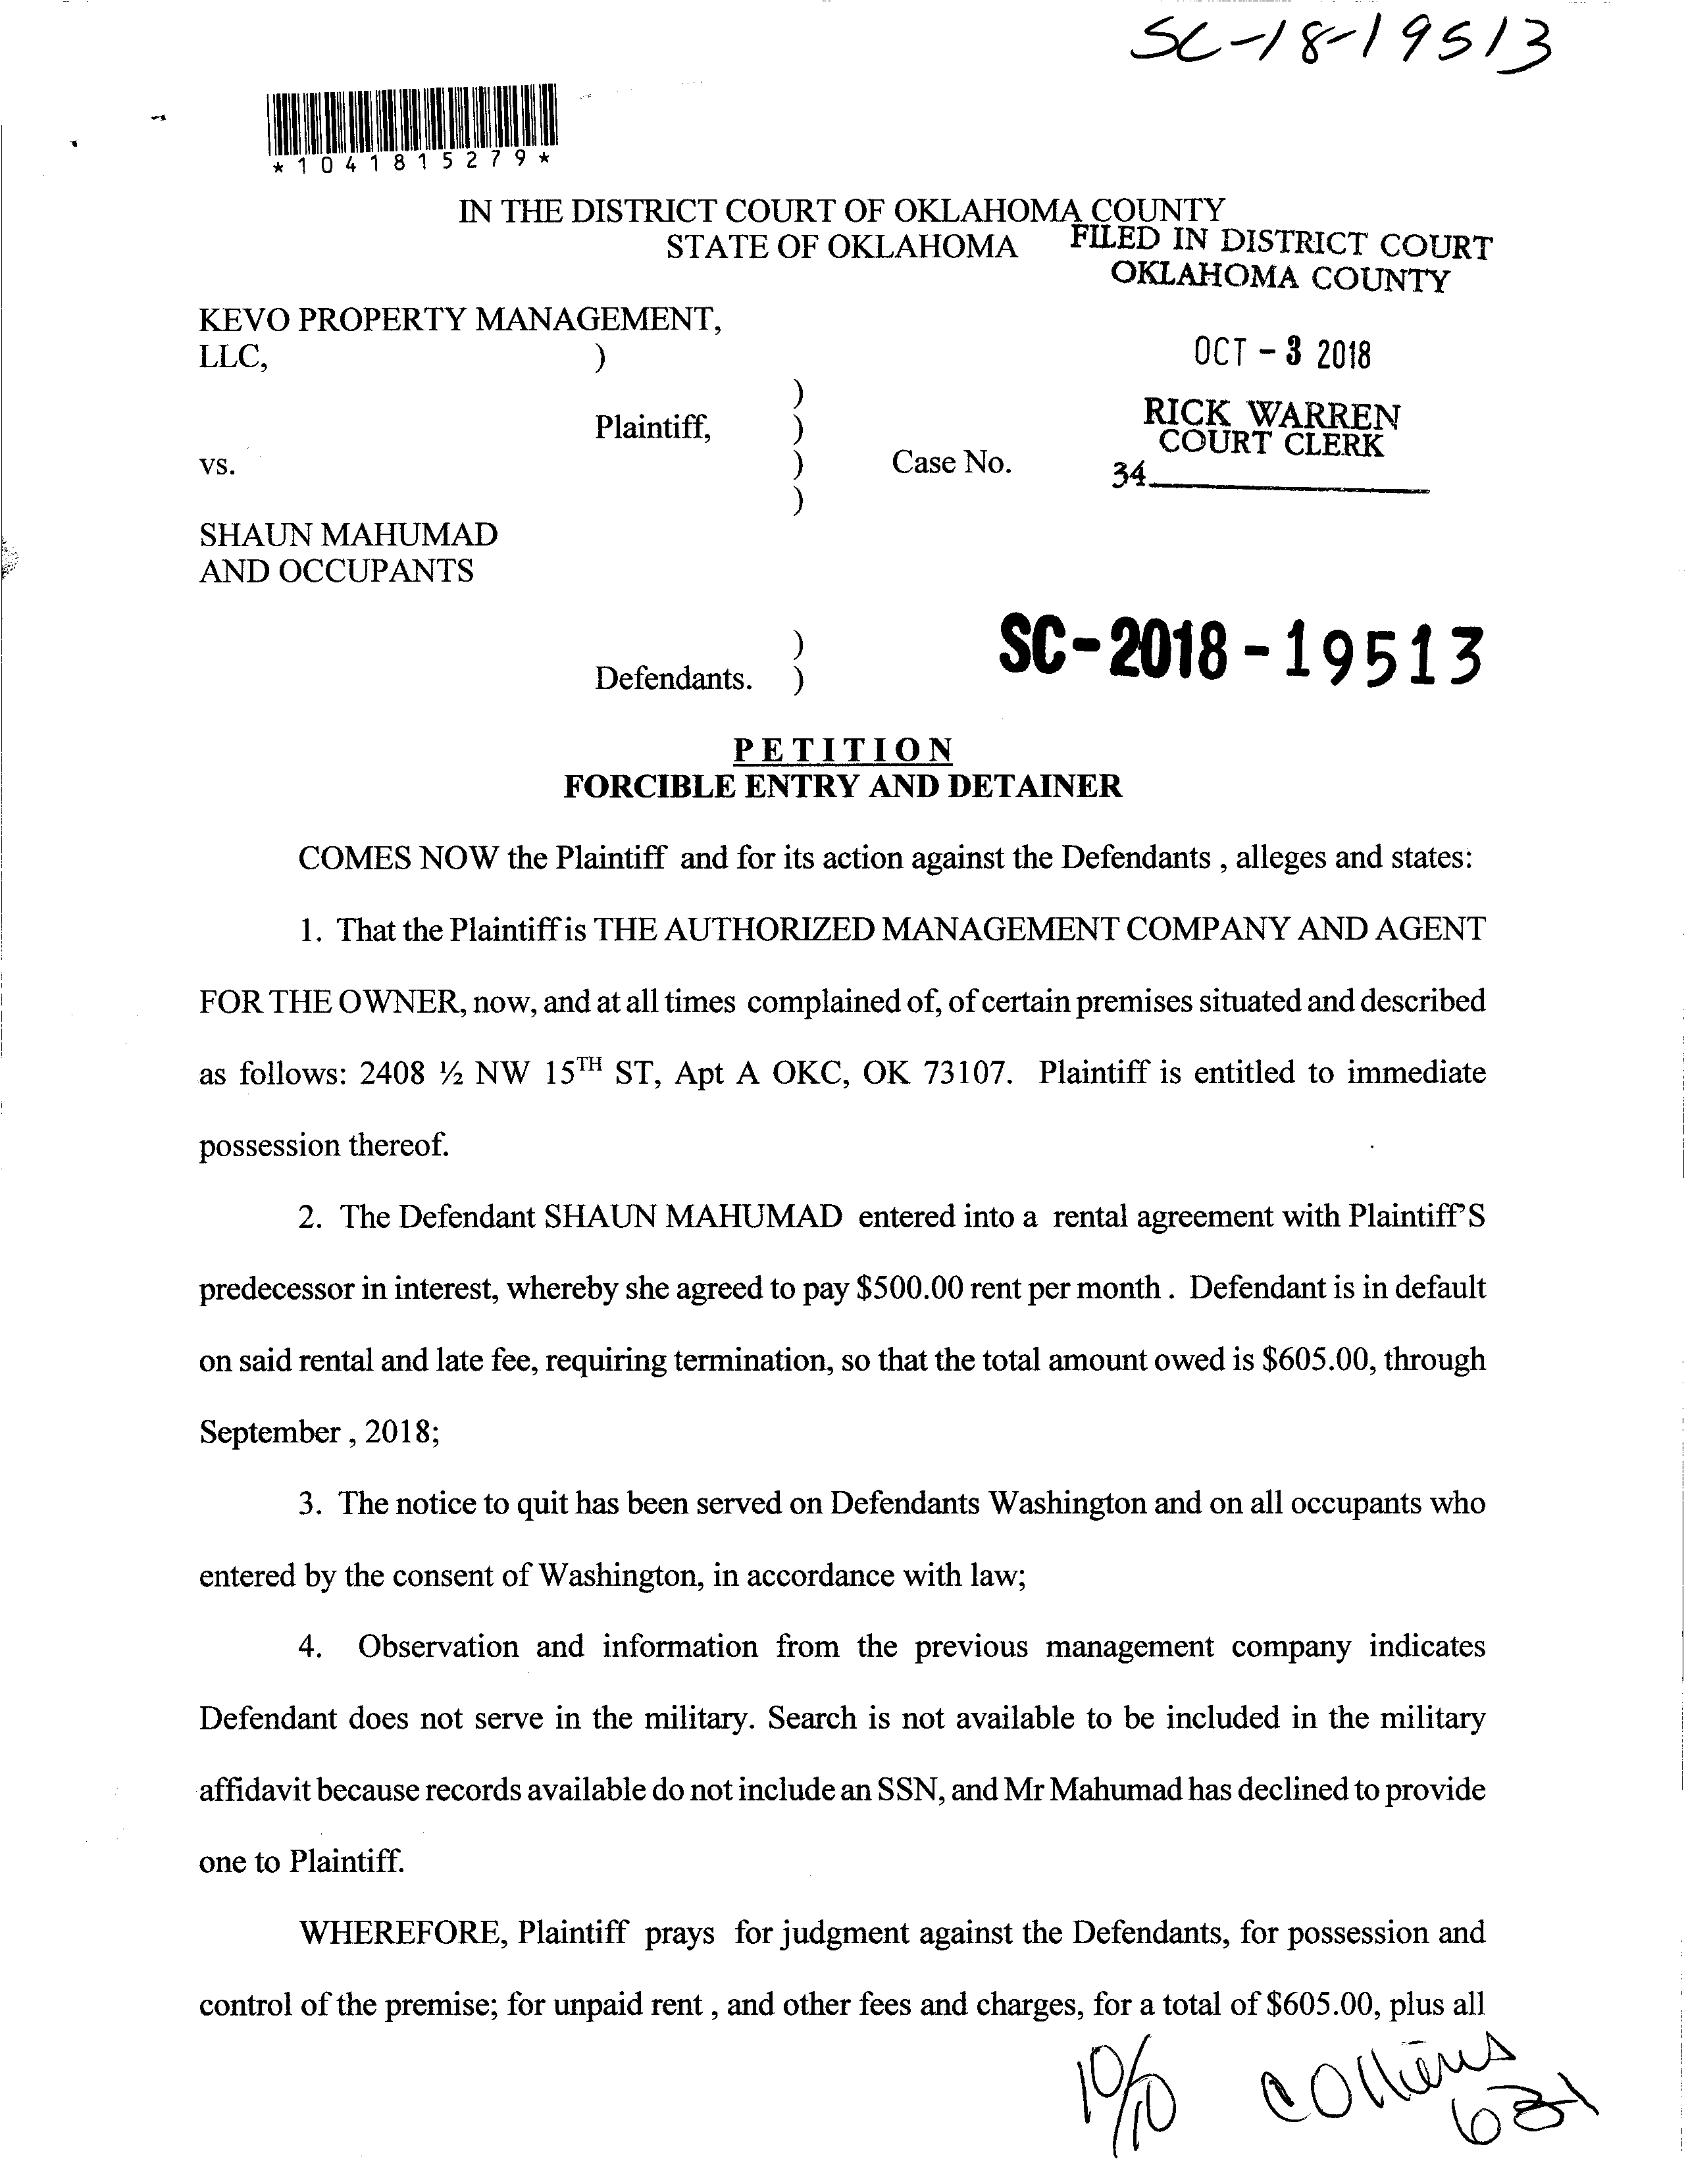 SC-18-19513
*1041815279*
IN THE DISTRICT COURT OF OKLAHOMA COUNTY
STATE OF OKLAHOMA
FILED IN DISTRICT COURT
OKLAHOMA COUNTY
KEVO PROPERTY MANAGEMENT,
LLC, )
OCT - 3 2018
)
Plaintiff, )
RICK WARREN
COURT CLERK
vs. ) Case No.
34
)
SHAUN MAHUMAD
AND OCCUPANTS
)
SC-2018-19513
Defendants. )
PETITION
FORCIBLE ENTRY AND DETAINER
COMES NOW the Plaintiff and for its action against the Defendants , alleges and states:
1. That the Plaintiff is THE AUTHORIZED MANAGEMENT COMPANY AND AGENT
FOR THE OWNER, now, and at all times complained of, of certain premises situated and described
as follows: 2408 ½ NW 15TH ST, Apt A OKC, OK 73107. Plaintiff is entitled to immediate
possession thereof.
2. The Defendant SHAUN MAHUMAD entered into a rental agreement with Plaintiff'S
predecessor in interest, whereby she agreed to pay $500.00 rent per month . Defendant is in default
on said rental and late fee, requiring termination, so that the total amount owed is $605.00, through
September , 2018;
3. The notice to quit has been served on Defendants Washington and on all occupants who
entered by the consent of Washington, in accordance with law;
4. Observation and information from the previous management company indicates
Defendant does not serve in the military. Search is not available to be included in the military
affidavit because records available do not include an SSN, and Mr Mahumad has declined to provide
one to Plaintiff.
WHEREFORE, Plaintiff prays for judgment against the Defendants, for possession and
control of the premise; for unpaid rent , and other fees and charges, for a total of $605.00, plus all
10/10 Collins
631